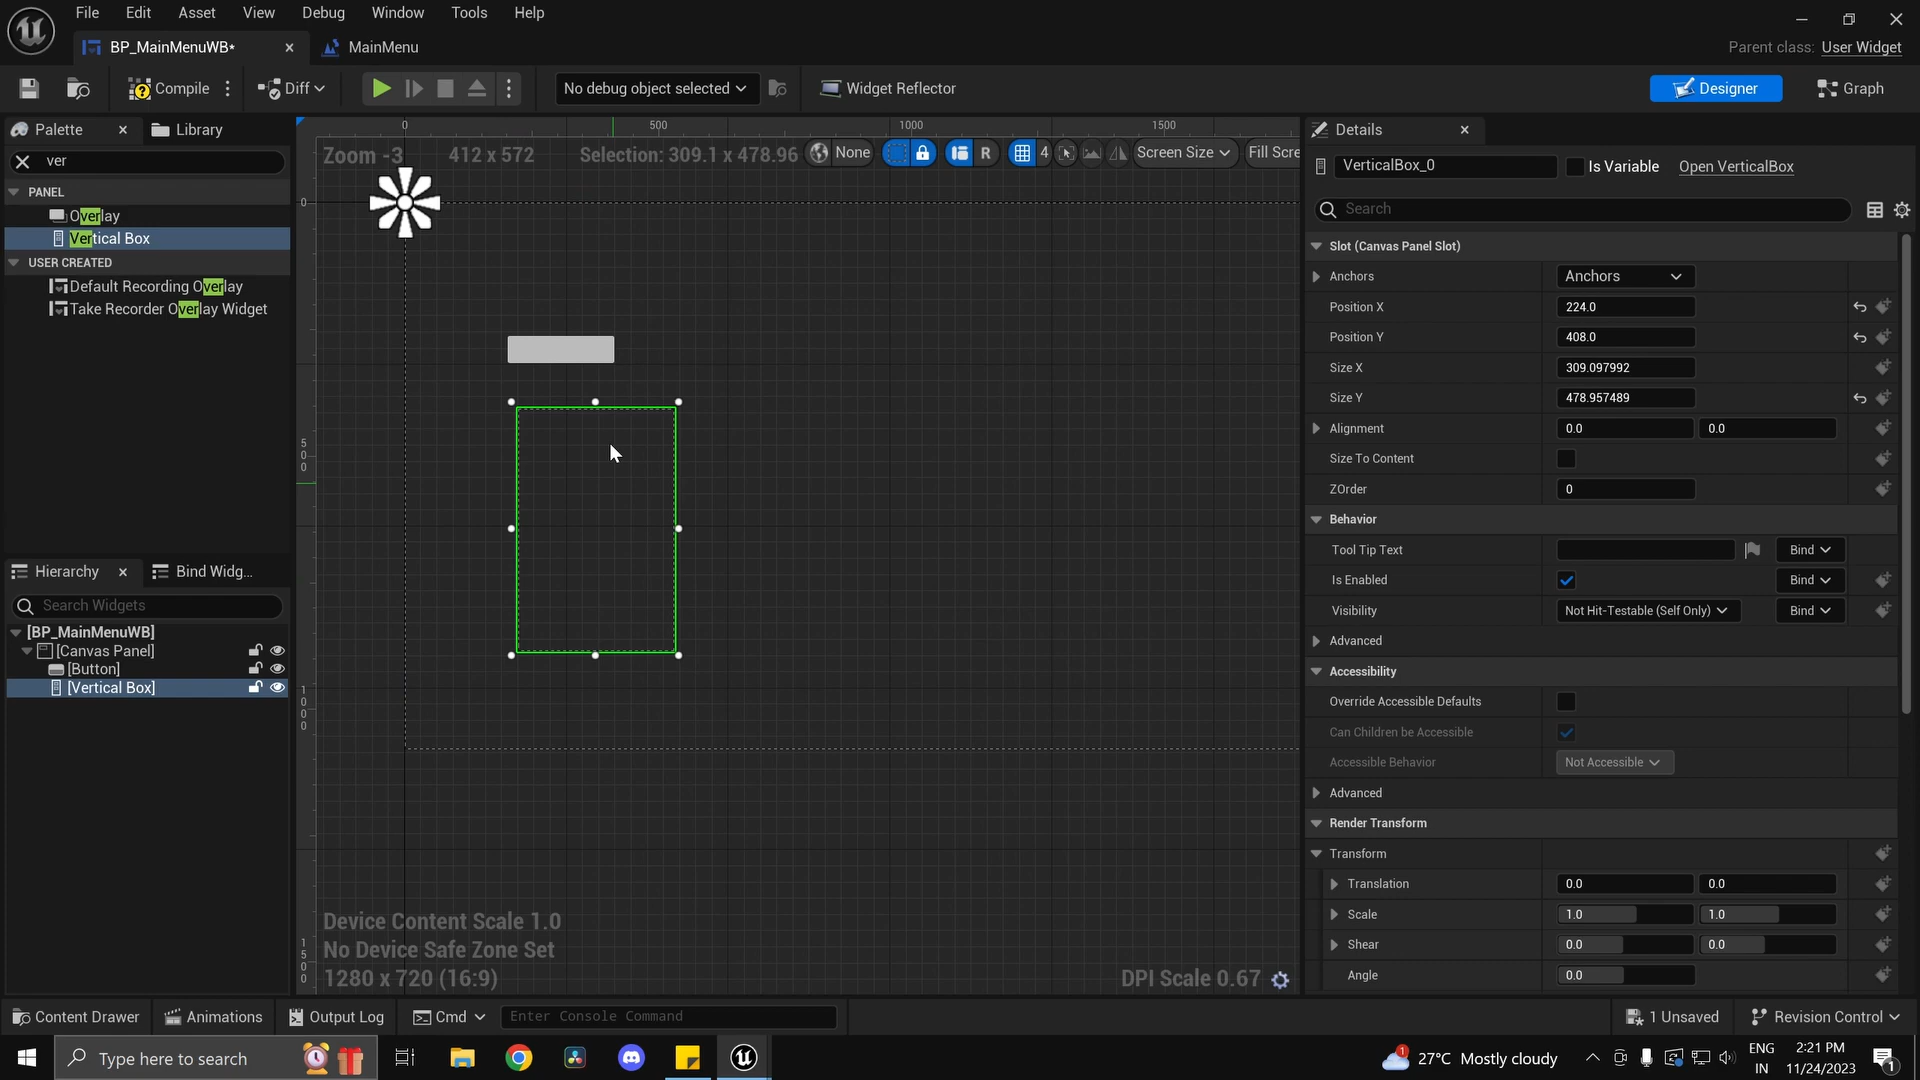 File Edit Asset View Debug Window Tools Help
BP_MainMenuWB*
MainMenu
Parent class: User Widget
Compile
Diff
No debug object selected
Widget Reflector
Designer
Graph
Palette
Library
ver
PANEL
Overlay
Vertical Box
USER CREATED
Default Recording Overlay
Take Recorder Overlay Widget
Hierarchy
Bind Widg...
Search Widgets
[BP_MainMenuWB]
[Canvas Panel]
[Button]
[Vertical Box]
0 500 1000 1500
Zoom -3
412 x 572
Selection: 309.1 x 478.96
None
R
4
Screen Size
Fill Scre
0
500
1000
1500
Device Content Scale 1.0
No Device Safe Zone Set
1280 x 720 (16:9)
DPI Scale 0.67
Details
VerticalBox_0
Is Variable
Open VerticalBox
Search
Slot (Canvas Panel Slot)
Anchors Anchors
Position X 224.0
Position Y 408.0
Size X 309.097992
Size Y 478.957489
Alignment 0.0 0.0
Size To Content
ZOrder 0
Behavior
Tool Tip Text Bind
Is Enabled Bind
Visibility Not Hit-Testable (Self Only) Bind
Advanced
Accessibility
Override Accessible Defaults
Can Children be Accessible
Accessible Behavior Not Accessible
Advanced
Render Transform
Transform
Translation 0.0 0.0
Scale 1.0 1.0
Shear 0.0 0.0
Angle 0.0
Content Drawer
Animations
Output Log
Cmd
Enter Console Command
1 Unsaved
Revision Control
Type here to search
1
27°C Mostly cloudy
ENG
IN
2:21 PM
11/24/2023
1